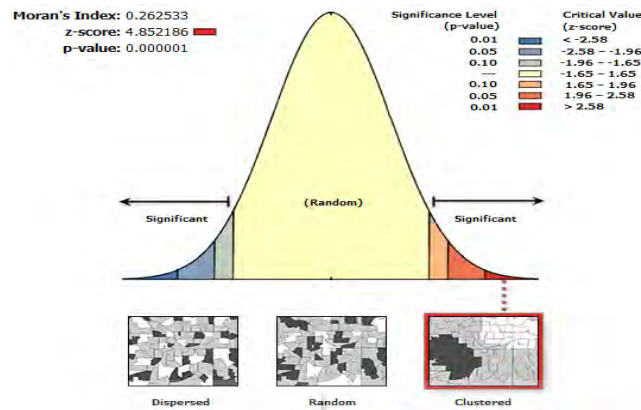 Moran's Index: 0.262533
z-score: 4.852186
p-value: 0.000001
Significance Level
(p-value)
Critical Value
(z-score)
0.01 < -2.58
0.05 -2.58 – -1.96
0.10 -1.96 – -1.65
— -1.65 – 1.65
0.10 1.65 – 1.96
0.05 1.96 – 2.58
0.01 > 2.58
Significant
(Random)
Significant
Dispersed
Random
Clustered